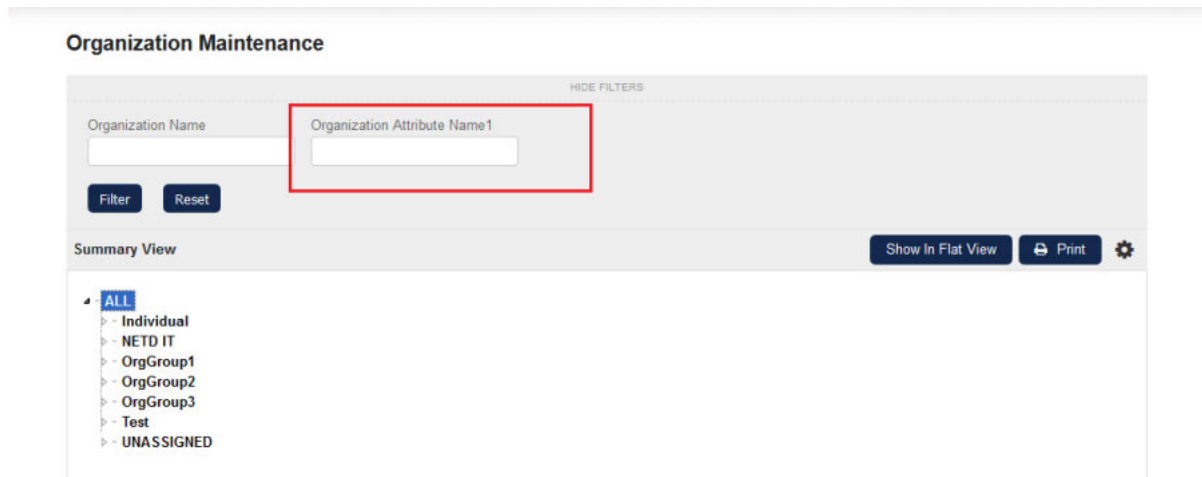 Organization Maintenance
HIDE FILTERS
Organization Name Organization Attribute Name1
Filter Reset
Summary View Show In Flat View Print
ALL
Individual
NETD IT
OrgGroup1
OrgGroup2
OrgGroup3
Test
UNASSIGNED